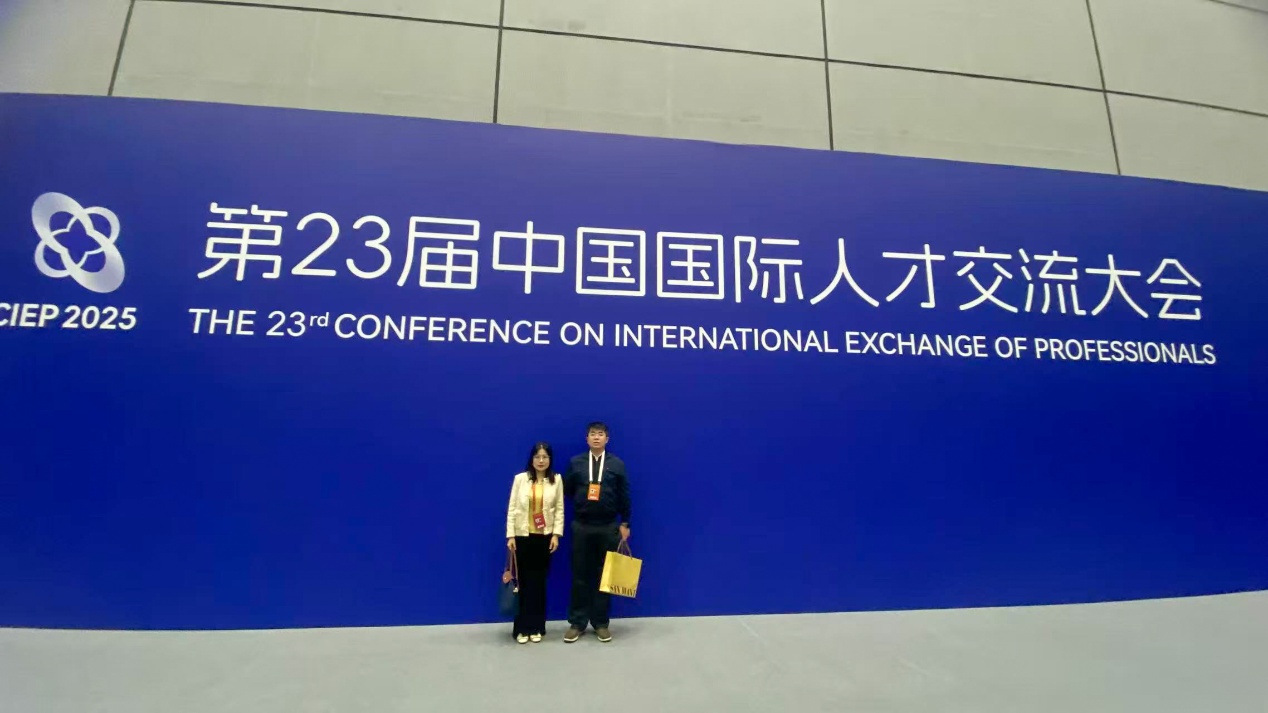 第23届中国国际人才交流大会
THE 23rd CONFERENCE ON INTERNATIONAL EXCHANGE OF PROFESSIONALS
CIEP 2025